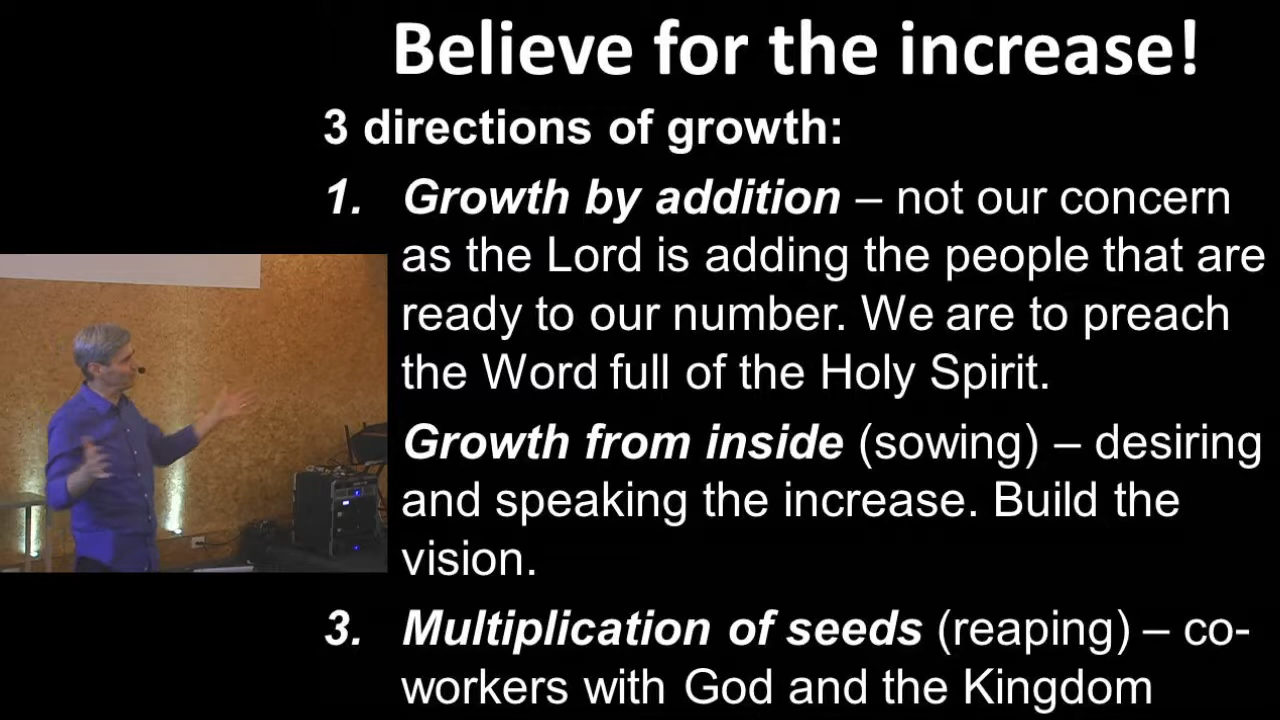 Believe for the increase!
3 directions of growth:
1. Growth by addition – not our concern
as the Lord is adding the people that are
ready to our number. We are to preach
the Word full of the Holy Spirit.
Growth from inside (sowing) – desiring
and speaking the increase. Build the
vision.
3. Multiplication of seeds (reaping) – co-
workers with God and the Kingdom